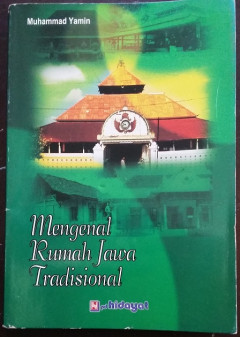 Muhammad Yamin
Mengenal
Rumah Jawa
Tradisional
hidayat